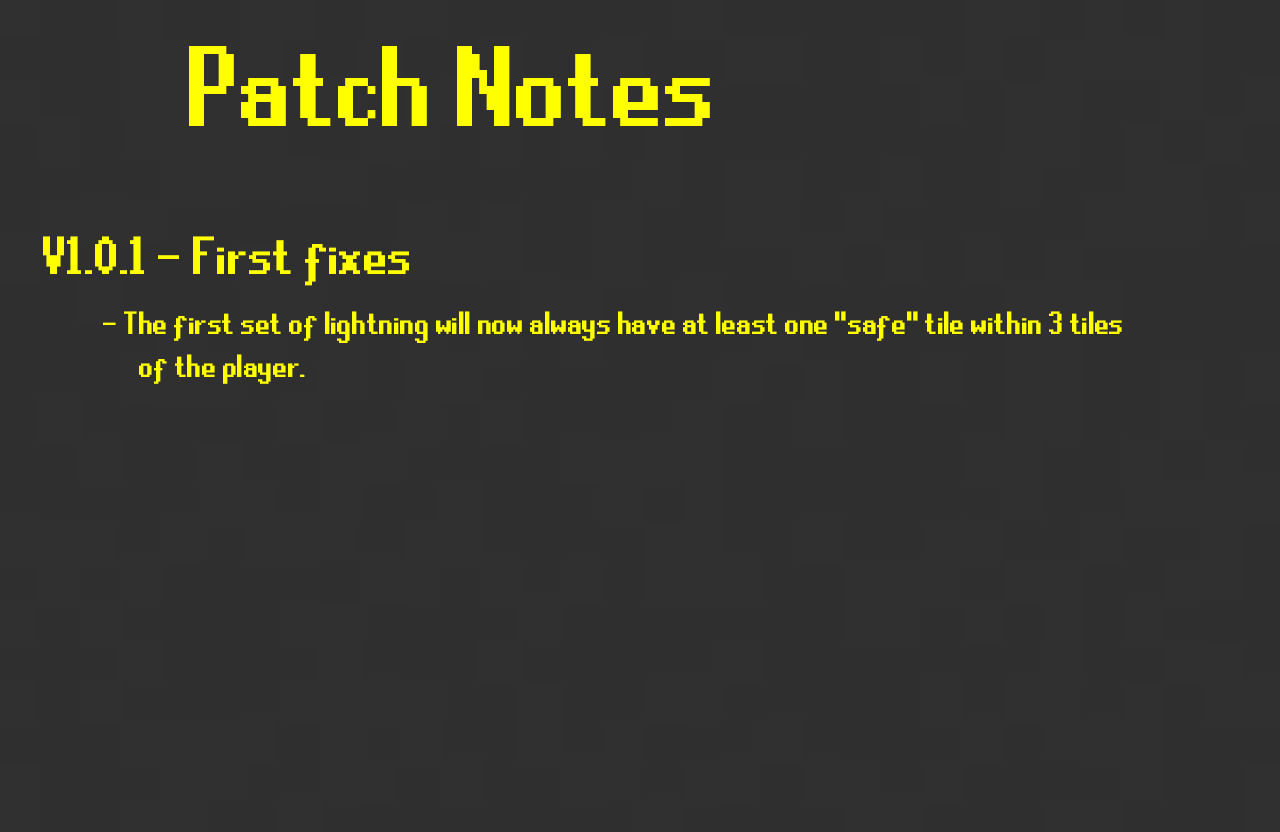 Patch Notes
V1.0.1 - First fixes
- The first set of lightning will now always have at least one "safe" tile within 3 tiles
of the player.